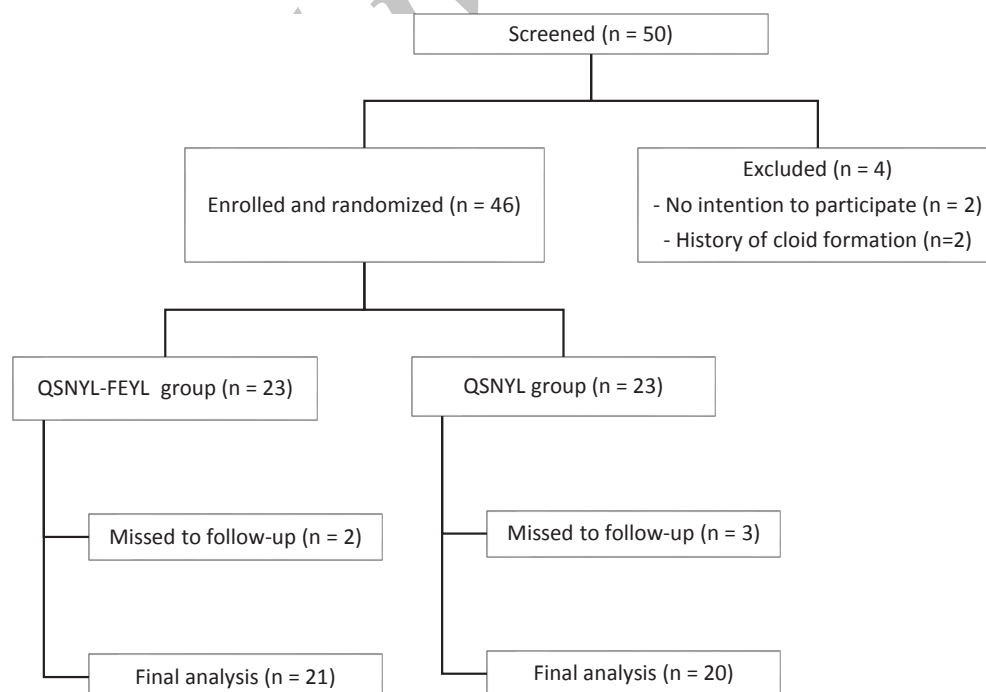 Screened (n = 50)
Enrolled and randomized (n = 46)
Excluded (n = 4)
- No intention to participate (n = 2)
- History of cloid formation (n=2)
QSNYL-FEYL group (n = 23)
QSNYL group (n = 23)
Missed to follow-up (n = 2)
Missed to follow-up (n = 3)
Final analysis (n = 21)
Final analysis (n = 20)